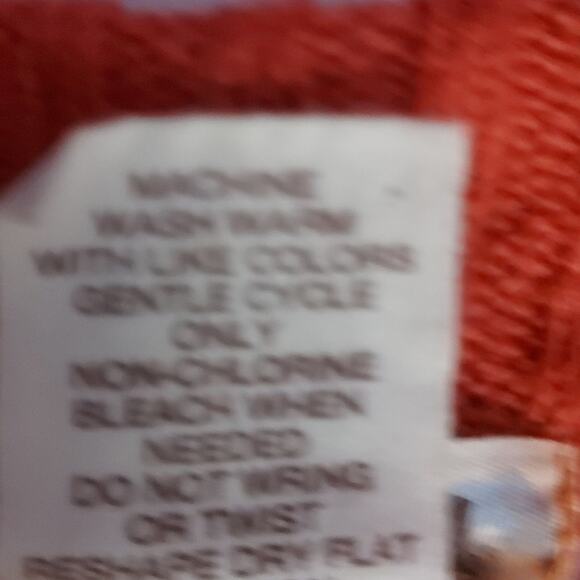 MACHINE
WASH WARM
WITH LIKE COLORS
GENTLE CYCLE
ONLY
NON-CHLORINE
BLEACH WHEN
NEEDED
DO NOT WRING
OR TWIST
RESHAPE DRY FLAT